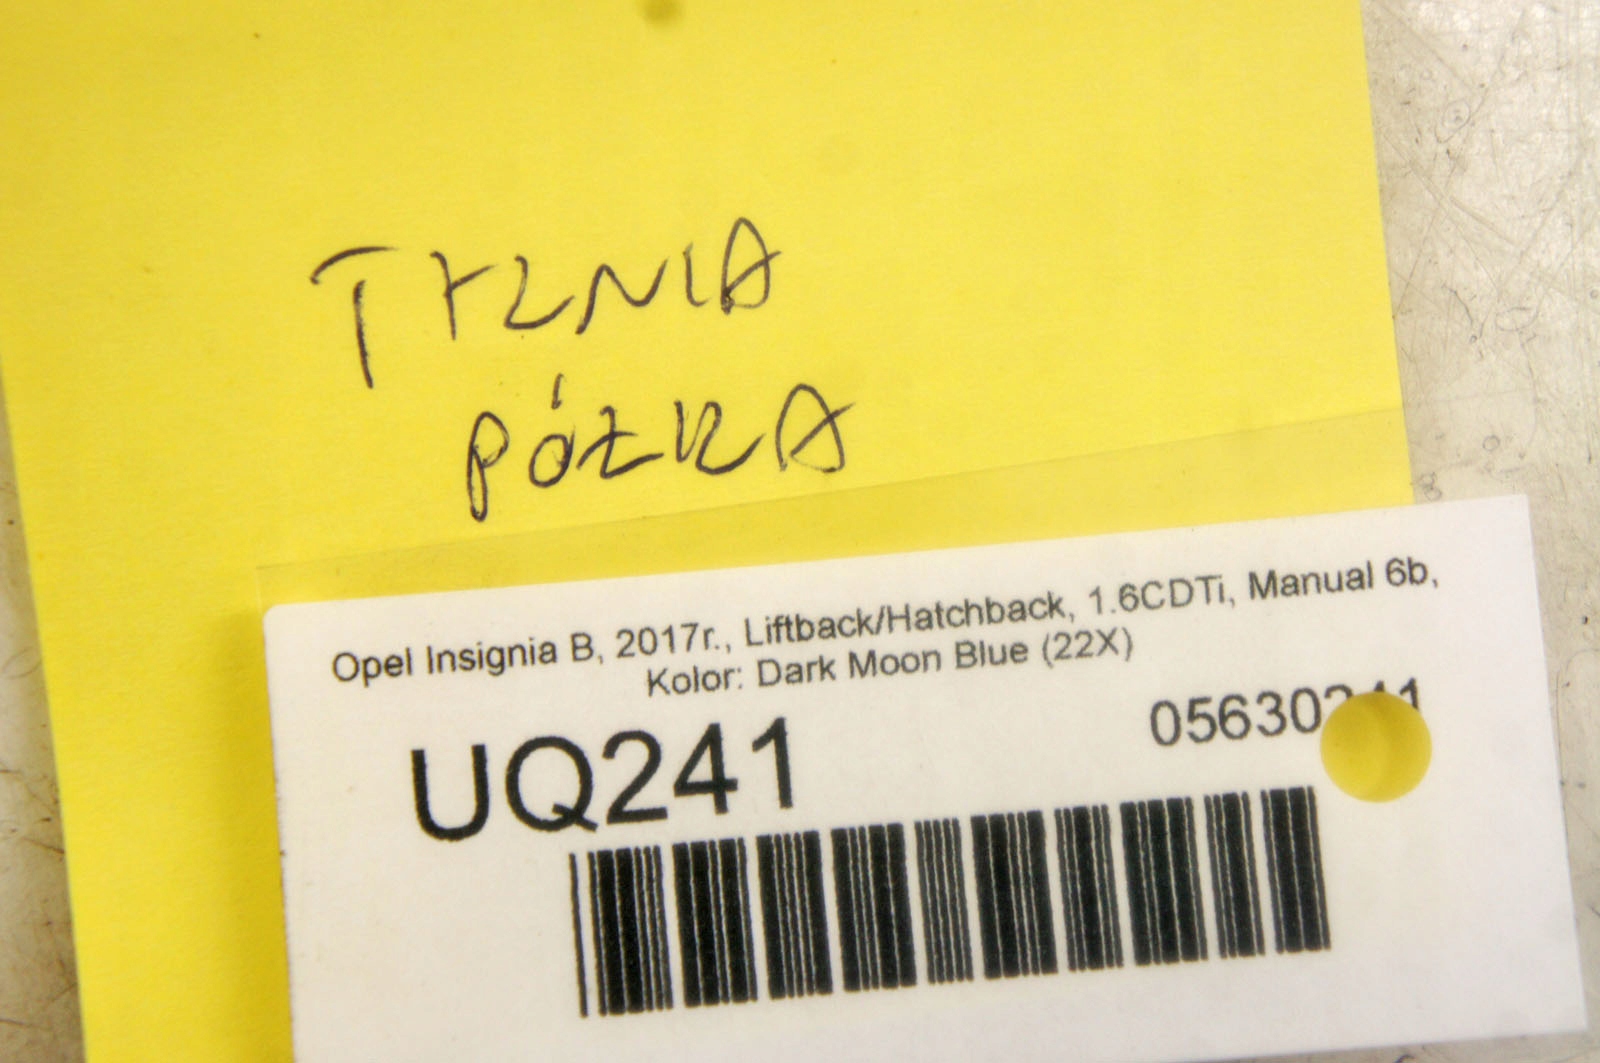 TYLNIA
PÓŁKA
Opel Insignia B, 2017r., Liftback/Hatchback, 1.6CDTi, Manual 6b,
Kolor: Dark Moon Blue (22X)
UQ241